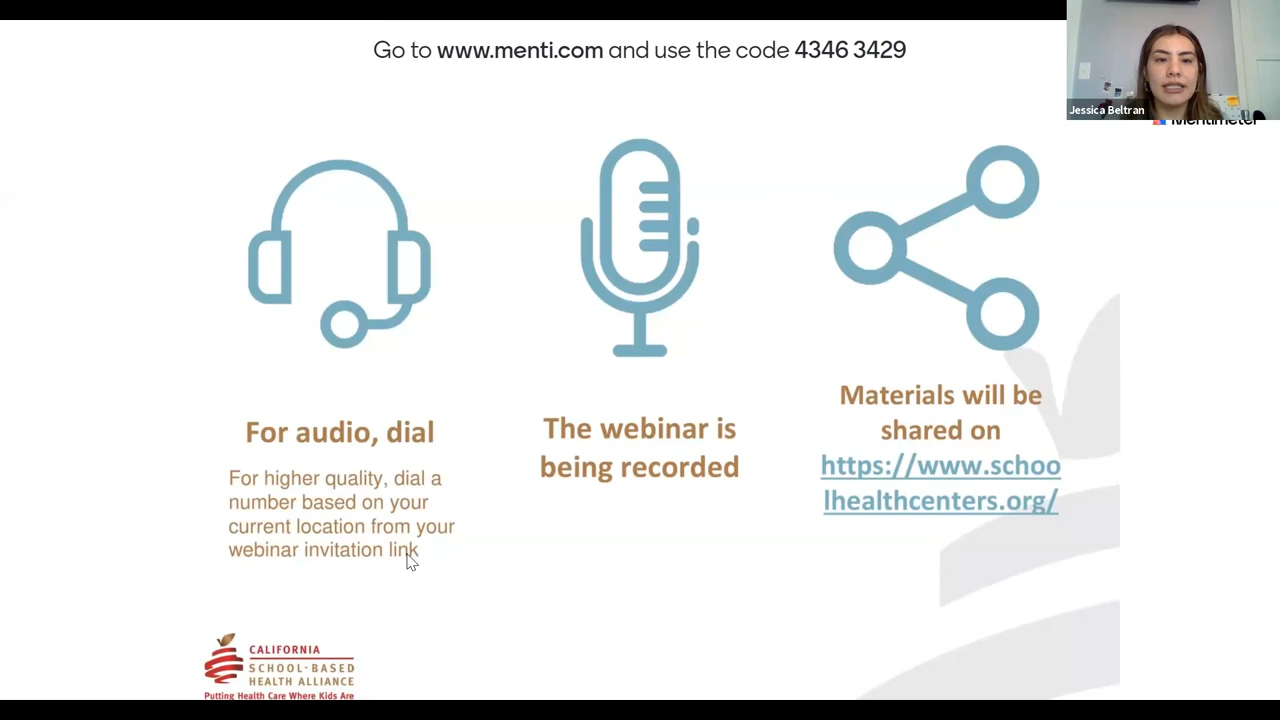 Go to www.menti.com and use the code 4346 3429
Jessica Beltran
Mentimeter
For audio, dial
For higher quality, dial a
number based on your
current location from your
webinar invitation link
The webinar is
being recorded
Materials will be
shared on
https://www.schoo
lhealthcenters.org/
CALIFORNIA
SCHOOL-BASED
HEALTH ALLIANCE
Putting Health Care Where Kids Are